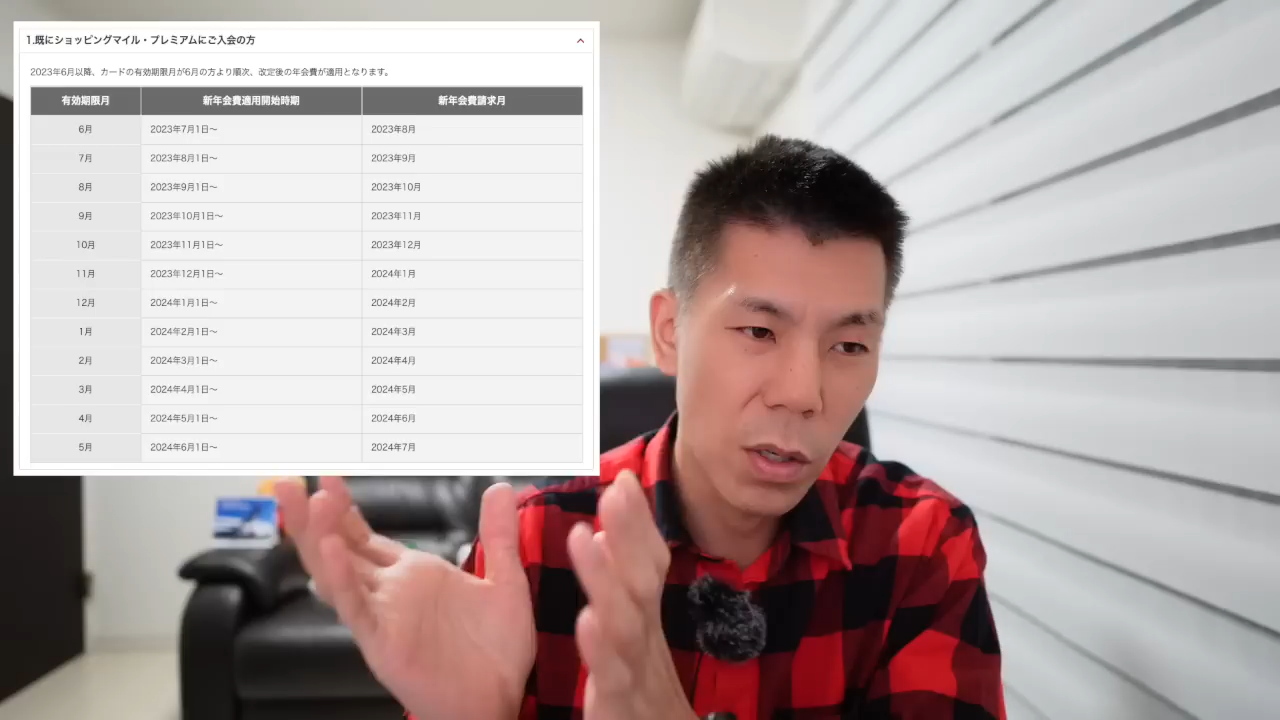 1.既にショッピングマイル・プレミアムにご入会の方
2023年6月以降、カードの有効期限月が6月の方より順次、改定後の年会費が適用となります。
有効期限月 新年会費適用開始時期 新年会費請求月
6月 2023年7月1日～ 2023年8月
7月 2023年8月1日～ 2023年9月
8月 2023年9月1日～ 2023年10月
9月 2023年10月1日～ 2023年11月
10月 2023年11月1日～ 2023年12月
11月 2023年12月1日～ 2024年1月
12月 2024年1月1日～ 2024年2月
1月 2024年2月1日～ 2024年3月
2月 2024年3月1日～ 2024年4月
3月 2024年4月1日～ 2024年5月
4月 2024年5月1日～ 2024年6月
5月 2024年6月1日～ 2024年7月